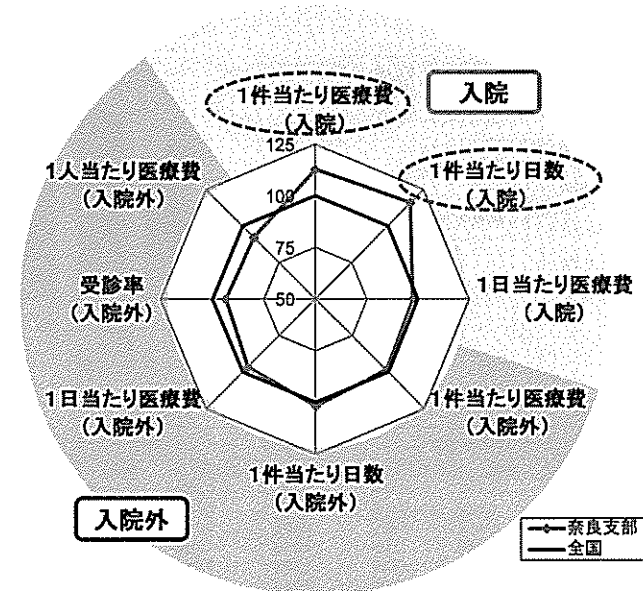 入院
1件当たり医療費
(入院)
125
1人当たり医療費
(入院外)
1件当たり日数
(入院)
100
75
受診率
(入院外)
50
1日当たり医療費
(入院)
1日当たり医療費
(入院外)
1件当たり医療費
(入院外)
1件当たり日数
(入院外)
入院外
奈良支部
全国